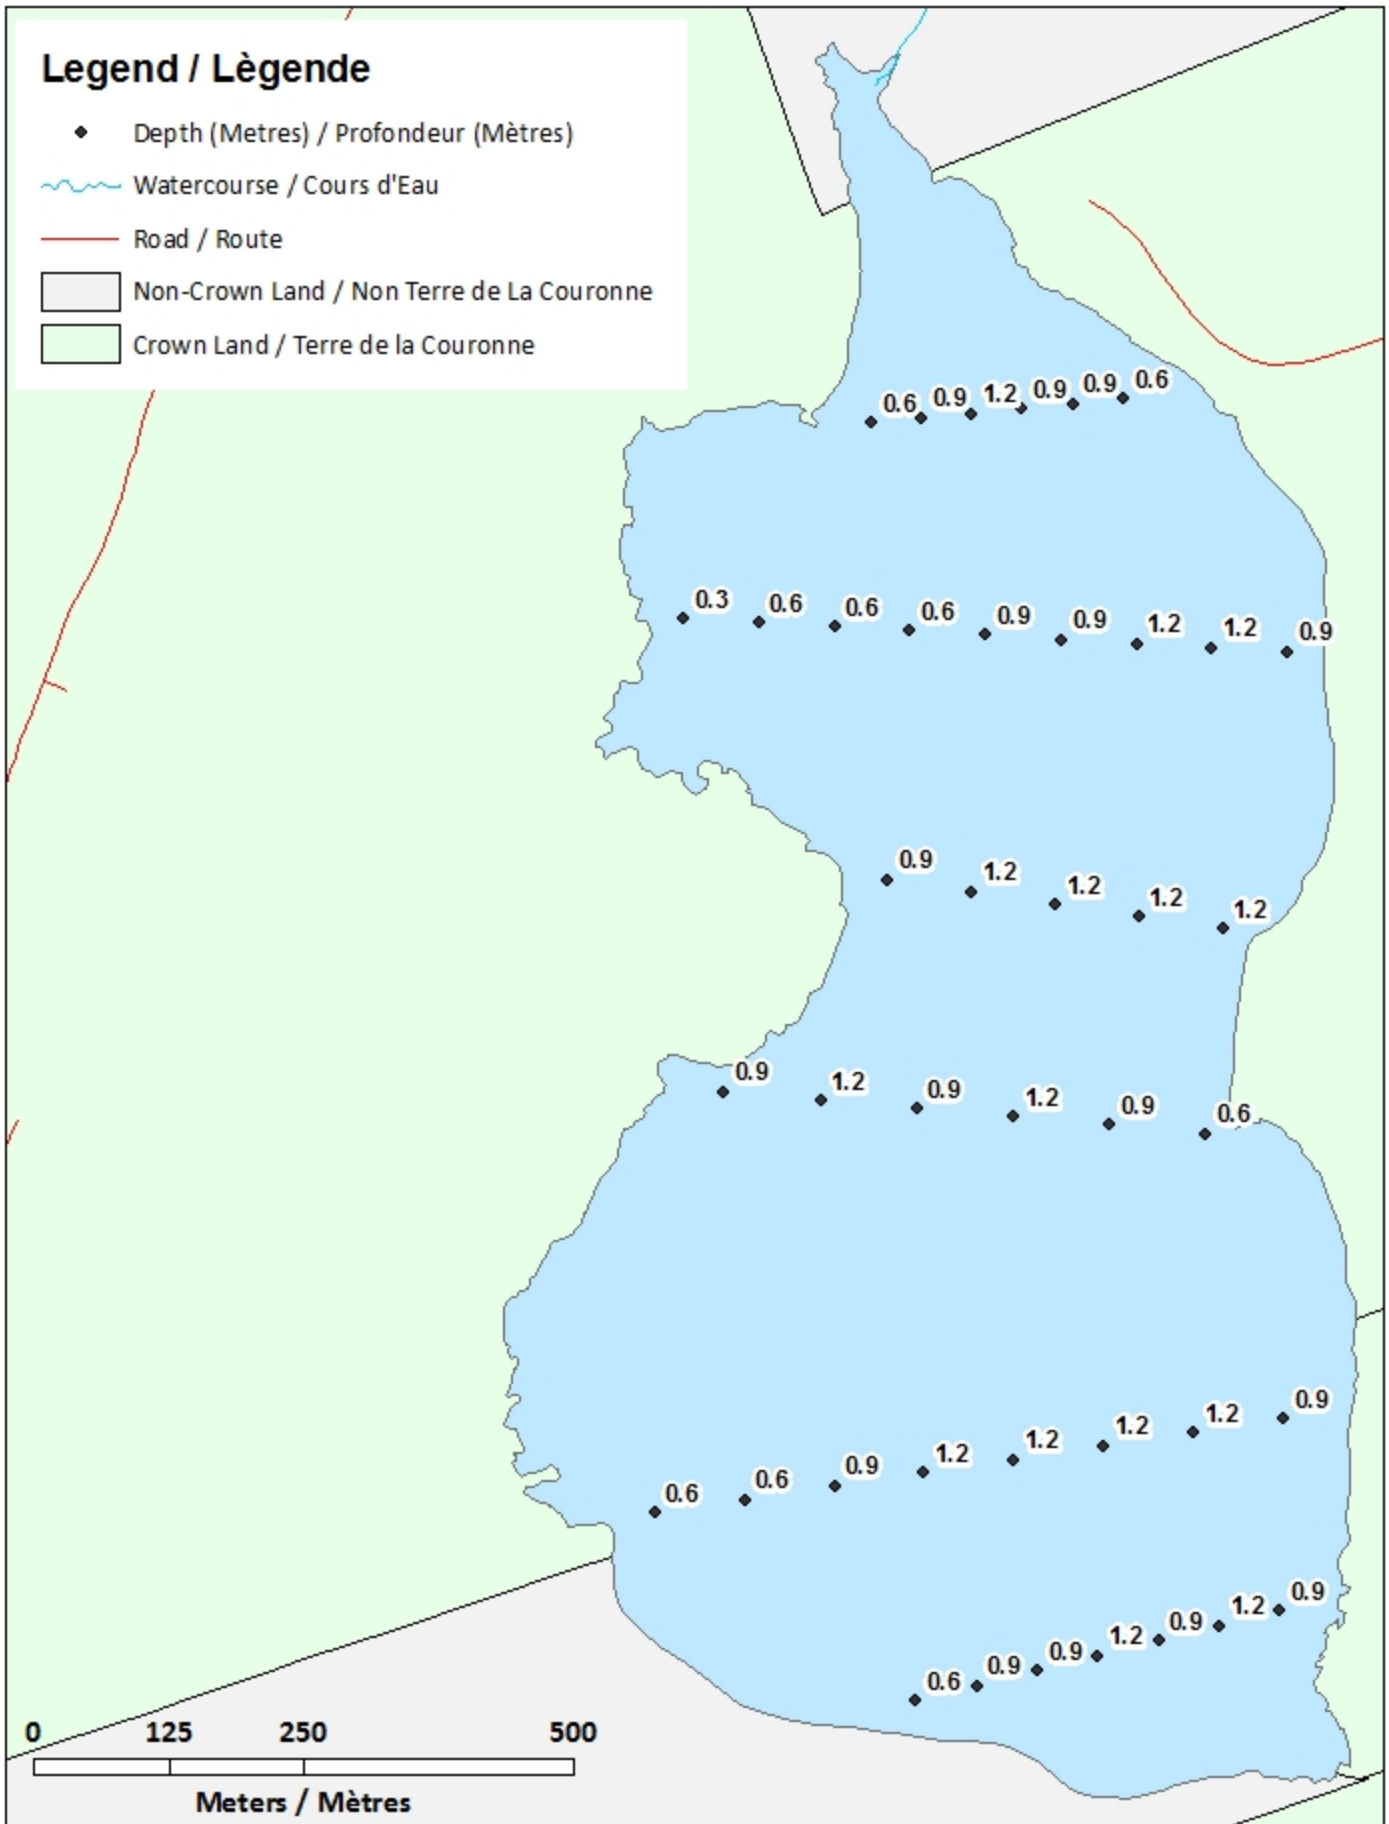 Legend / Lègende
Depth (Metres) / Profondeur (Mètres)
Watercourse / Cours d'Eau
Road / Route
Non-Crown Land / Non Terre de La Couronne
Crown Land / Terre de la Couronne
0.6 0.9 1.2 0.9 0.9 0.6
0.3 0.6 0.6 0.6 0.9 0.9 1.2 1.2 0.9
0.9 1.2 1.2 1.2 1.2
0.9 1.2 0.9 1.2 0.9 0.6
0.6 0.6 0.9 1.2 1.2 1.2 1.2 0.9
0.6 0.9 0.9 1.2 0.9 1.2 0.9
0 125 250 500
Meters / Mètres